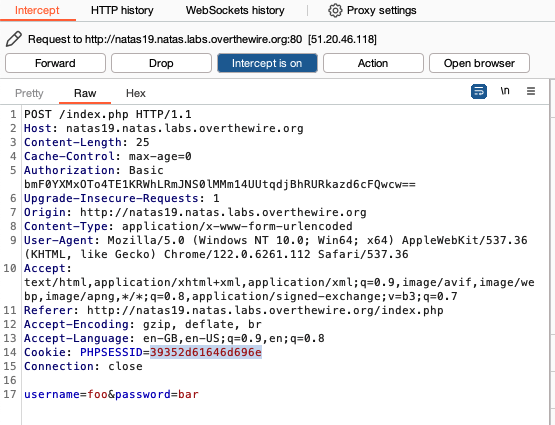 Intercept HTTP history WebSockets history Proxy settings
Request to http://natas19.natas.labs.overthewire.org:80 [51.20.46.118]
Forward Drop Intercept is on Action Open browser
Pretty Raw Hex \n
1 POST /index.php HTTP/1.1
2 Host: natas19.natas.labs.overthewire.org
3 Content-Length: 25
4 Cache-Control: max-age=0
5 Authorization: Basic
bmF0YXMxOTo4TE1KRWhLRmJNS0lMMm14UUtqdjBhRURkazd6cFQwcw==
6 Upgrade-Insecure-Requests: 1
7 Origin: http://natas19.natas.labs.overthewire.org
8 Content-Type: application/x-www-form-urlencoded
9 User-Agent: Mozilla/5.0 (Windows NT 10.0; Win64; x64) AppleWebKit/537.36
(KHTML, like Gecko) Chrome/122.0.6261.112 Safari/537.36
10 Accept:
text/html,application/xhtml+xml,application/xml;q=0.9,image/avif,image/we
bp,image/apng,*/*;q=0.8,application/signed-exchange;v=b3;q=0.7
11 Referer: http://natas19.natas.labs.overthewire.org/index.php
12 Accept-Encoding: gzip, deflate, br
13 Accept-Language: en-GB,en-US;q=0.9,en;q=0.8
14 Cookie: PHPSESSID=39352d61646d696e
15 Connection: close
16
17 username=foo&password=bar